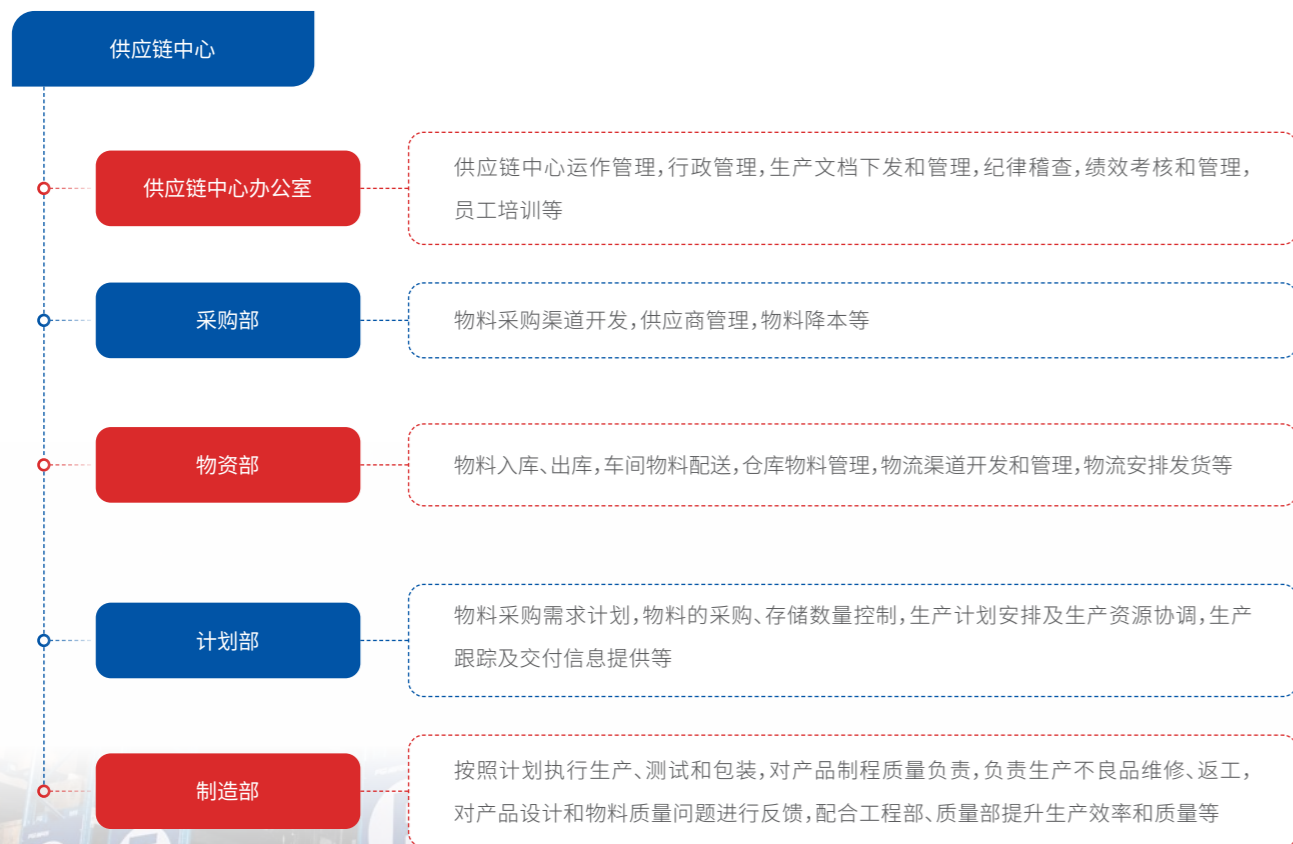 供应链中心
供应链中心办公室
供应链中心运作管理,行政管理,生产文档下发和管理,纪律稽查,绩效考核和管理,
员工培训等
采购部
物料采购渠道开发,供应商管理,物料降本等
物资部
物料入库、出库,车间物料配送,仓库物料管理,物流渠道开发和管理,物流安排发货等
计划部
物料采购需求计划,物料的采购、存储数量控制,生产计划安排及生产资源协调,生产
跟踪及交付信息提供等
制造部
按照计划执行生产、测试和包装,对产品制程质量负责,负责生产不良品维修、返工,
对产品设计和物料质量问题进行反馈,配合工程部、质量部提升生产效率和质量等